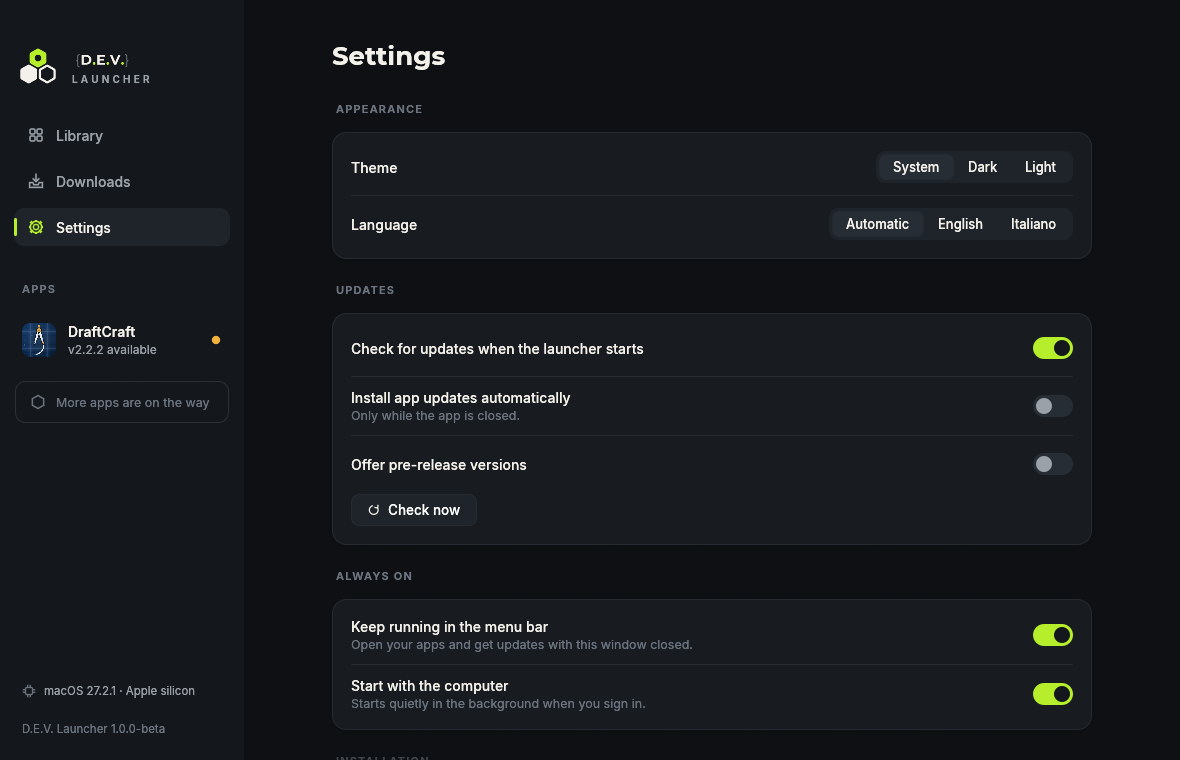 {D.E.V.}
LAUNCHER
Library
Downloads
Settings
APPS
DraftCraft
v2.2.2 available
More apps are on the way
macOS 27.2.1 · Apple silicon
D.E.V. Launcher 1.0.0-beta
Settings
APPEARANCE
Theme
System Dark Light
Language
Automatic English Italiano
UPDATES
Check for updates when the launcher starts
Install app updates automatically
Only while the app is closed.
Offer pre-release versions
Check now
ALWAYS ON
Keep running in the menu bar
Open your apps and get updates with this window closed.
Start with the computer
Starts quietly in the background when you sign in.
INSTALLATION